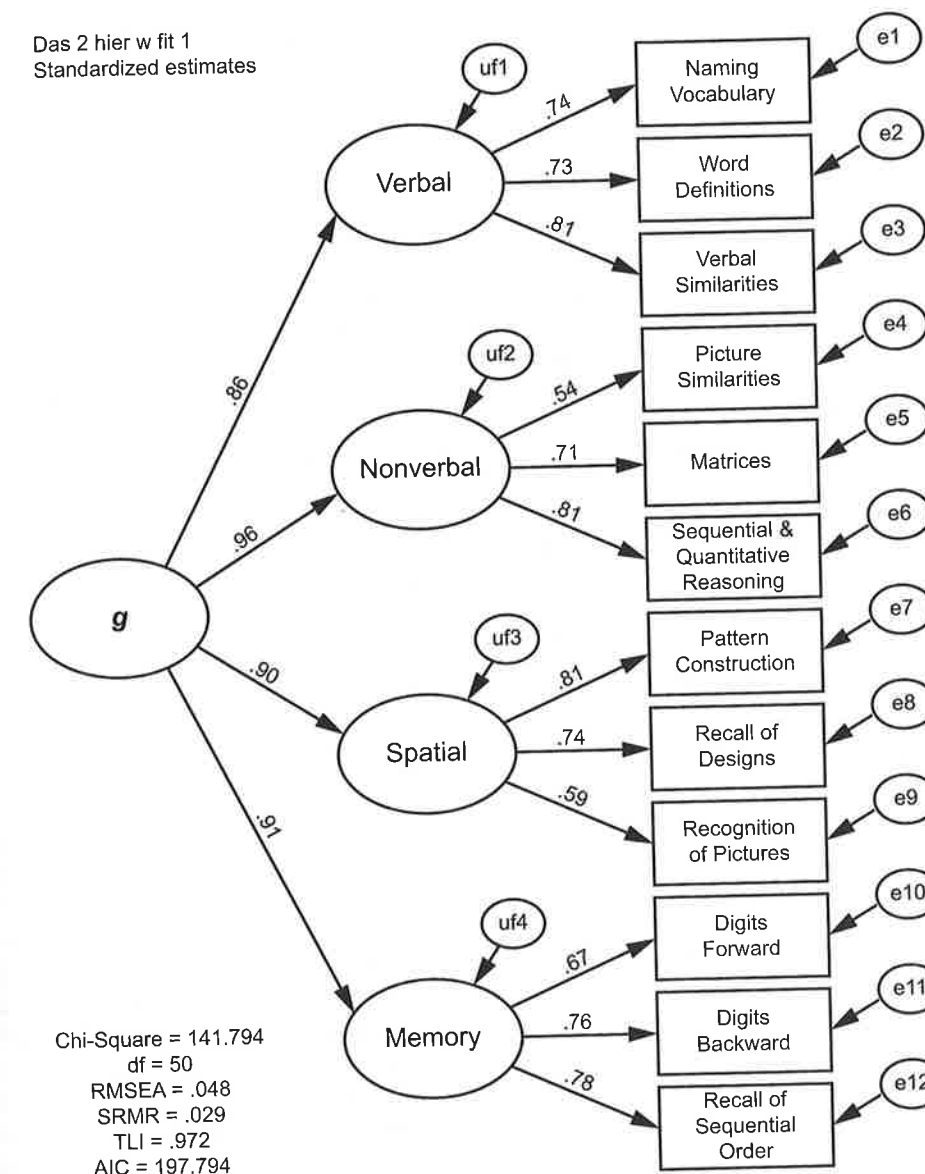 Das 2 hier w fit 1
Standardized estimates
uf1
Verbal
.74
.73
.81
Naming
Vocabulary
e1
Word
Definitions
e2
Verbal
Similarities
e3
.86
uf2
Nonverbal
.54
.71
.81
Picture
Similarities
e4
Matrices
e5
Sequential &
Quantitative
Reasoning
e6
.96
g
uf3
Spatial
.90
.81
.74
.59
Pattern
Construction
e7
Recall of
Designs
e8
Recognition
of Pictures
e9
.91
uf4
Memory
.67
.76
.78
Digits
Forward
e10
Digits
Backward
e11
Recall of
Sequential
Order
e12
Chi-Square = 141.794
df = 50
RMSEA = .048
SRMR = .029
TLI = .972
AIC = 197.794